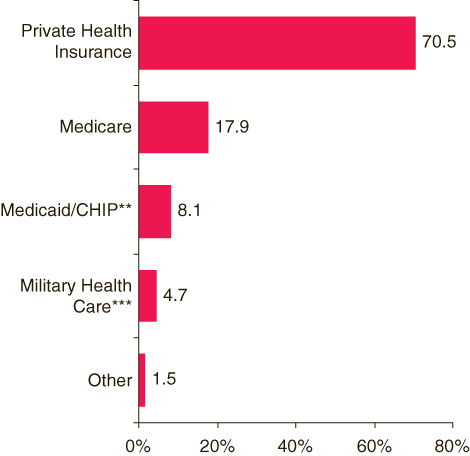 Private Health
Insurance
70.5
Medicare
17.9
Medicaid/CHIP**
8.1
Military Health
Care***
4.7
Other
1.5
0%
20%
40%
60%
80%